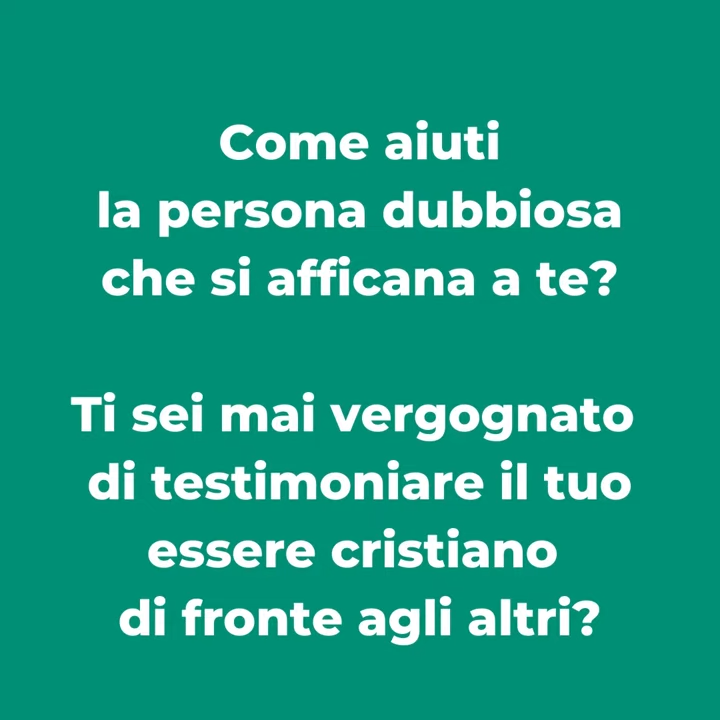 Come aiuti
la persona dubbiosa
che si afficana a te?
Ti sei mai vergognato
di testimoniare il tuo
essere cristiano
di fronte agli altri?